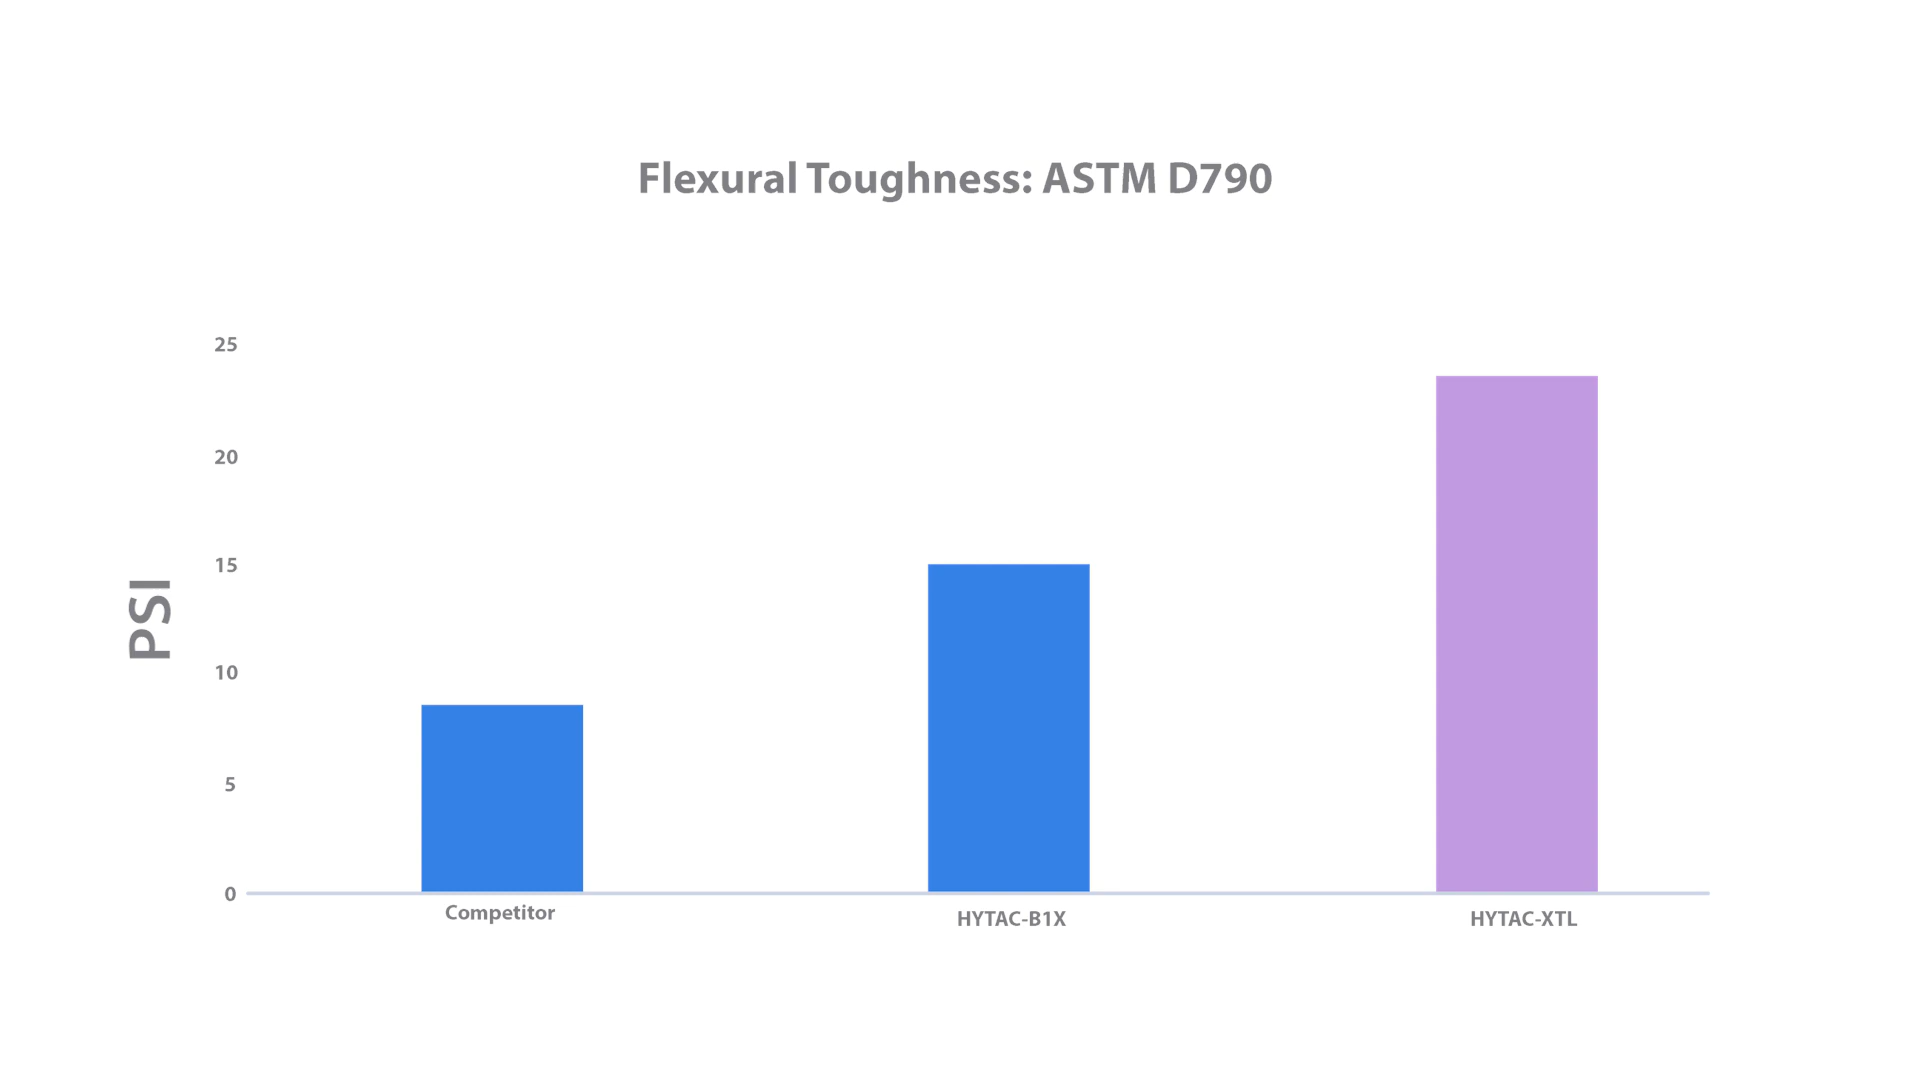 Flexural Toughness: ASTM D790
25
20
15
10
5
0
PSI
Competitor
HYTAC-B1X
HYTAC-XTL